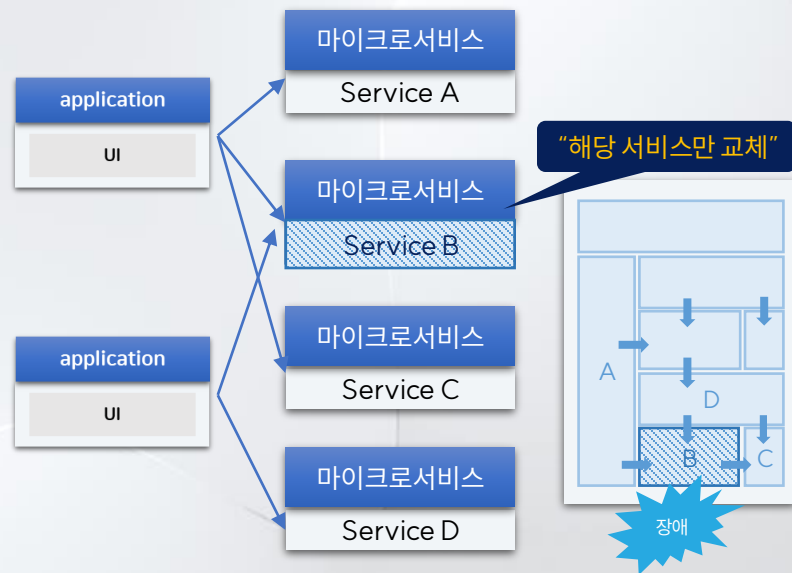 마이크로서비스
Service A
application
UI
"해당 서비스만 교체"
마이크로서비스
Service B
마이크로서비스
Service C
application
UI
마이크로서비스
Service D
A
D
B
C
장애